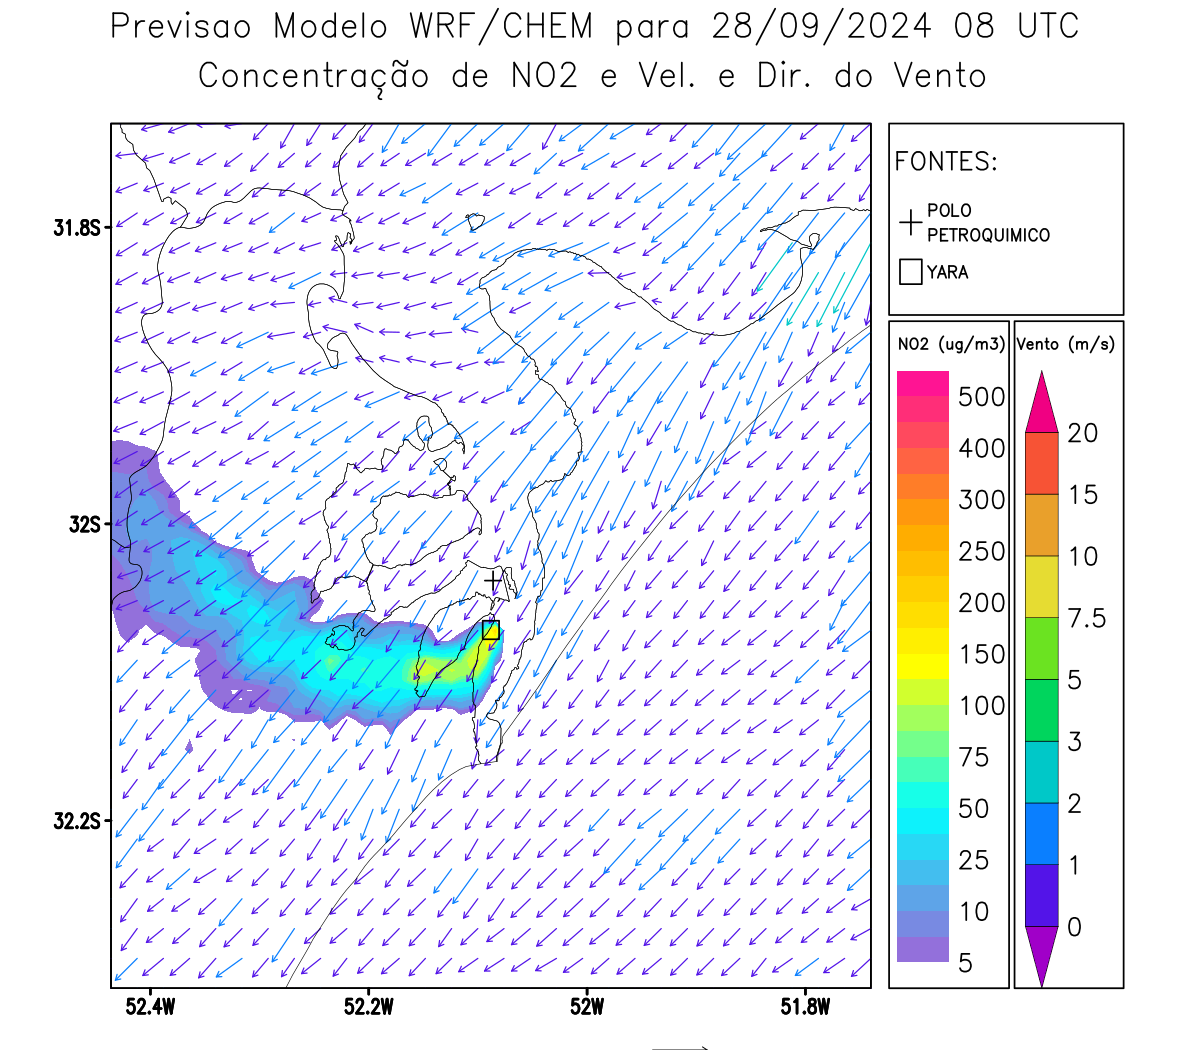 Previsao Modelo WRF/CHEM para 28/09/2024 08 UTC
Concentração de NO2 e Vel. e Dir. do Vento
FONTES:
POLO
PETROQUIMICO
YARA
31.8S
32S
32.2S
52.4W
52.2W
52W
51.8W
NO2 (ug/m3)
500
400
300
250
200
150
100
75
50
25
10
5
Vento (m/s)
20
15
10
7.5
5
3
2
1
0